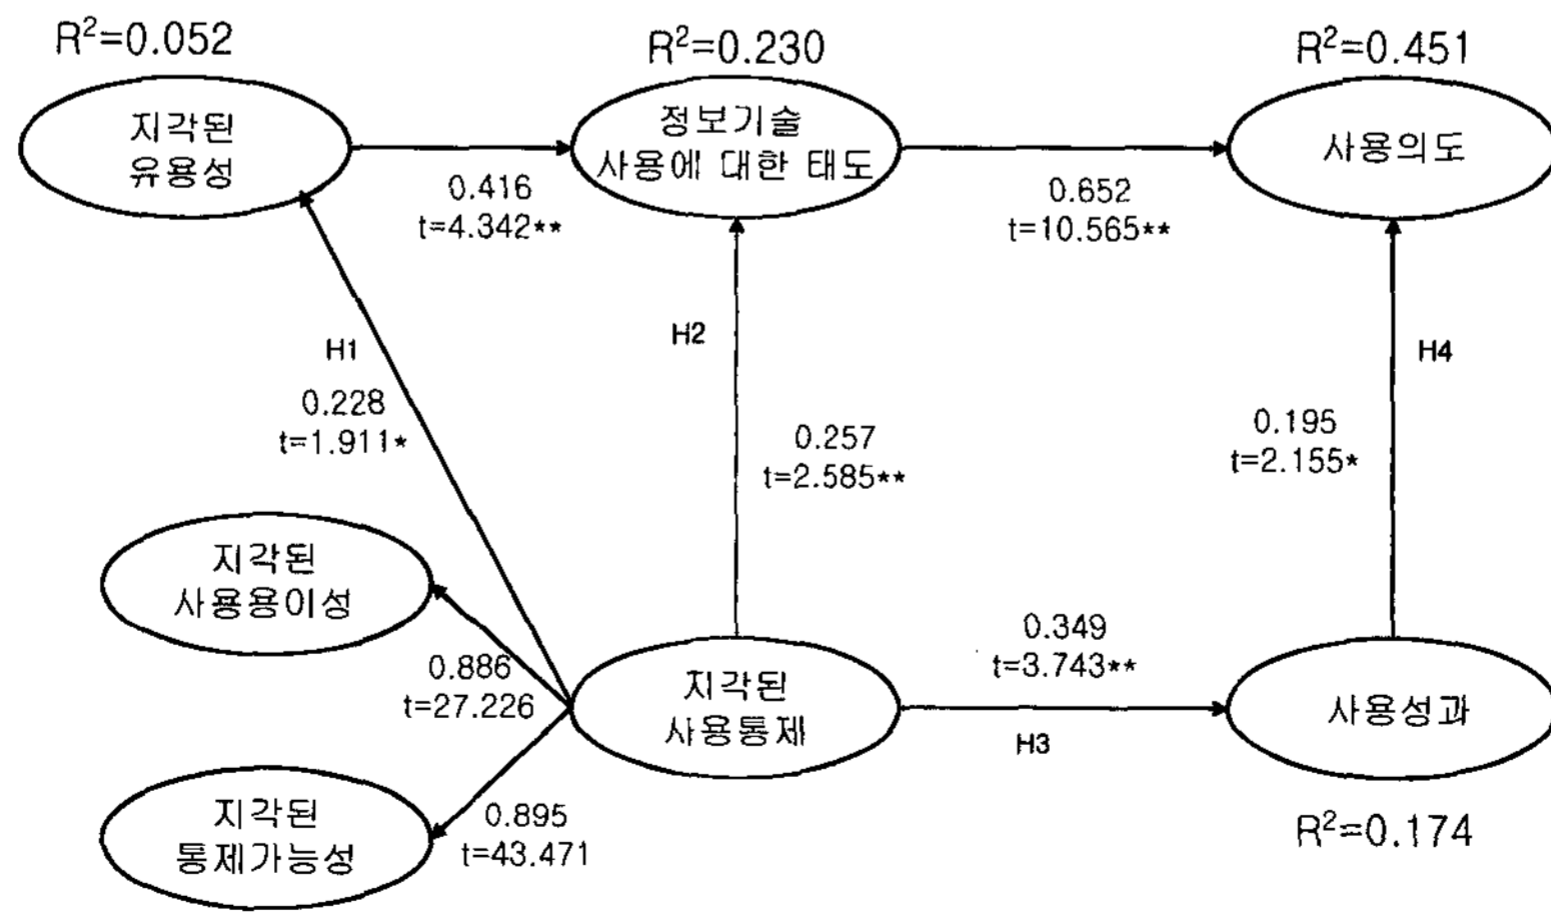 R²=0.052
R²=0.230
R²=0.451
지각된
유용성
정보기술
사용에 대한 태도
사용의도
0.416
t=4.342**
0.652
t=10.565**
H1
0.228
t=1.911*
H2
0.257
t=2.585**
H4
0.195
t=2.155*
지각된
사용용이성
0.886
t=27.226
지각된
사용통제
0.349
t=3.743**
H3
사용성과
지각된
통제가능성
0.895
t=43.471
R²=0.174